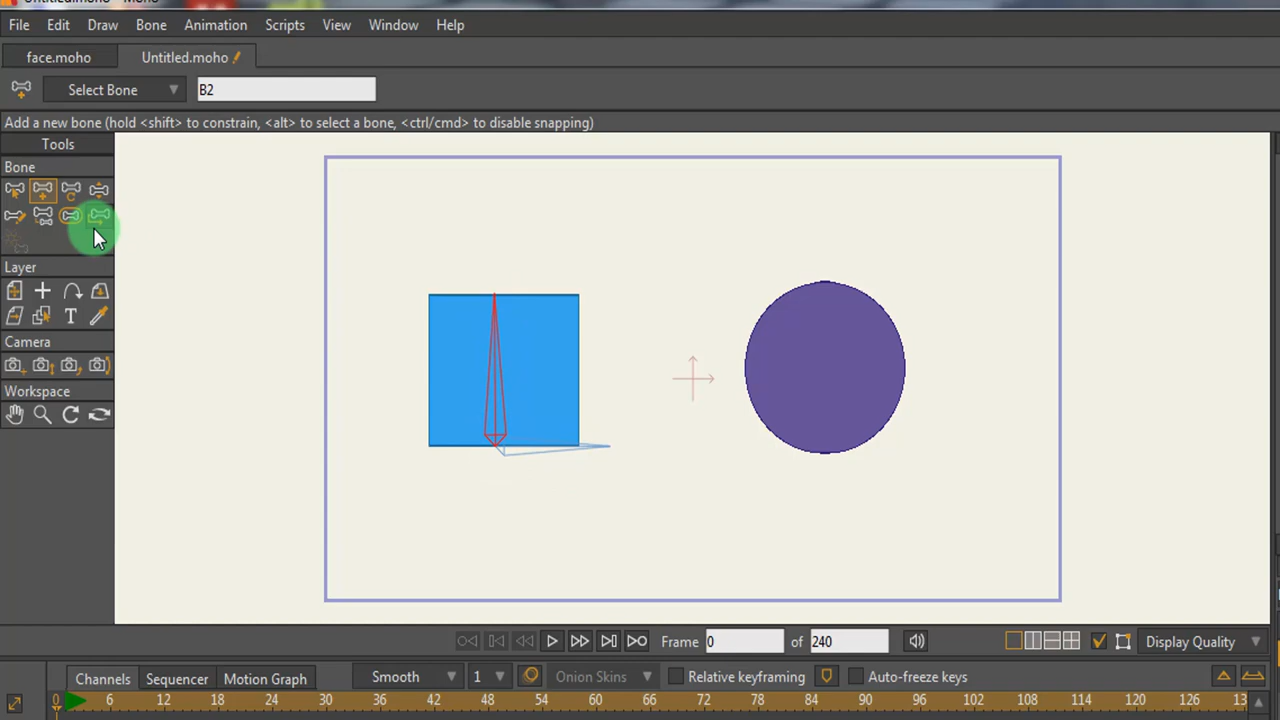 File Edit Draw Bone Animation Scripts View Window Help
face.moho Untitled.moho
Select Bone B2
Add a new bone (hold <shift> to constrain, <alt> to select a bone, <ctrl/cmd> to disable snapping)
Tools
Bone
Layer
T
Camera
Workspace
Frame 0 of 240 Display Quality
Channels Sequencer Motion Graph Smooth 1 Onion Skins Relative keyframing Auto-freeze keys
0 6 12 18 24 30 36 42 48 54 60 66 72 78 84 90 96 102 108 114 120 126